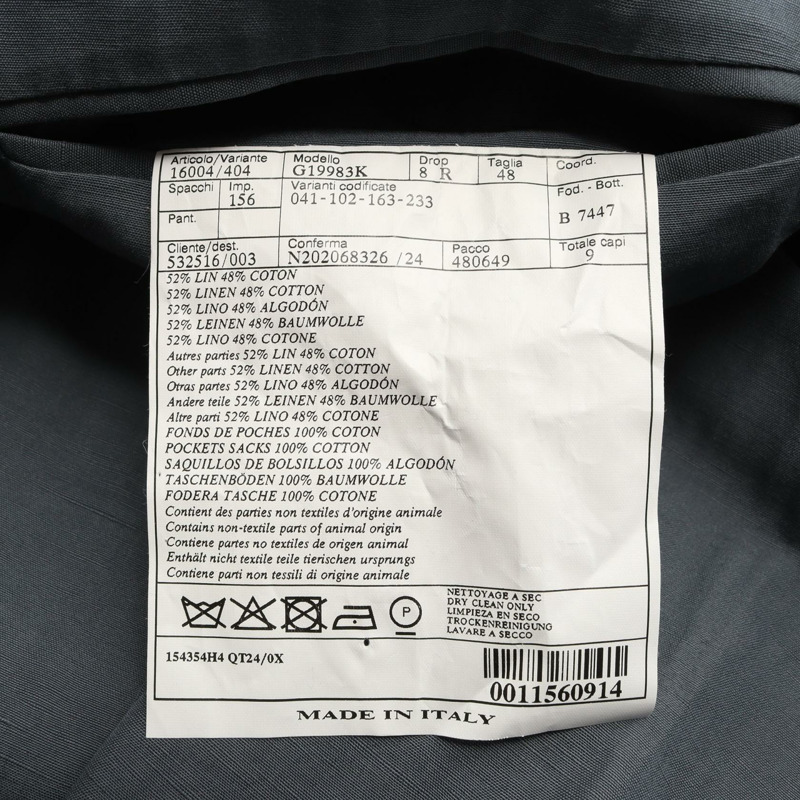 Articolo/Variante Modello Drop Taglia Coord.
16004/404 G19983K 8 R 48
Spacchi Imp. Varianti codificate Fod. - Bott.
156 041-102-163-233
Pant. B 7447
Cliente/dest. Conferma Pacco Totale capi
532516/003 N202068326 /24 480649 9
52% LIN 48% COTON
52% LINEN 48% COTTON
52% LINO 48% ALGODÓN
52% LEINEN 48% BAUMWOLLE
52% LINO 48% COTONE
Autres parties 52% LIN 48% COTON
Other parts 52% LINEN 48% COTTON
Otras partes 52% LINO 48% ALGODÓN
Andere teile 52% LEINEN 48% BAUMWOLLE
Altre parti 52% LINO 48% COTONE
FONDS DE POCHES 100% COTON
POCKETS SACKS 100% COTTON
SAQUILLOS DE BOLSILLOS 100% ALGODÓN
TASCHENBÖDEN 100% BAUMWOLLE
FODERA TASCHE 100% COTONE
Contient des parties non textiles d'origine animale
Contains non-textile parts of animal origin
Contiene partes no textiles de origen animal
Enthält nicht textile teile tierischen ursprungs
Contiene parti non tessili di origine animale
P
NETTOYAGE A SEC
DRY CLEAN ONLY
LIMPIEZA EN SECO
TROCKENREINIGUNG
LAVARE A SECCO
154354H4 QT24/0X
0011560914
MADE IN ITALY